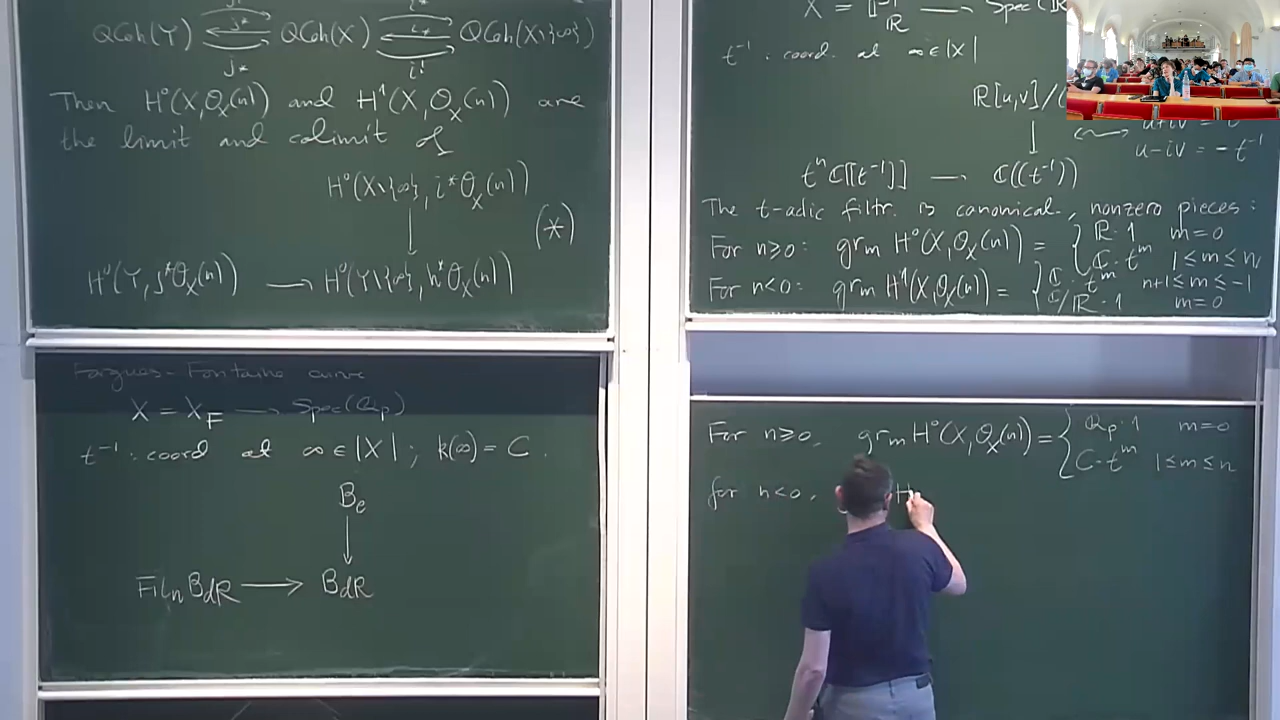 QCoh(Y) ⇆ QCoh(X) ⇆ QCoh(X∖{∞})
j* i_*
j^* i^!
Then H⁰(X,O_X(n)) and H¹(X,O_X(n)) are
the limit and colimit of
H⁰(X∖{∞}, i*O_X(n))
↓ (*)
H⁰(Y, j*O_X(n)) → H⁰(Y∖{∞}, h*O_X(n))
Fargues-Fontaine curve
X = X_F → Spec(Q_p)
t⁻¹ : coord at ∞ ∈ |X| ; k(∞) = C.
B_e
↓
Fil_n B_dR → B_dR
t⁻¹ : coord. at ∞ ∈ |X|
ℝ[u,v]/
u-iv = -t⁻¹
tⁿℂ[[t⁻¹]] — ℂ((t⁻¹))
The t-adic filtr. is canonical, nonzero pieces:
For n≥0: gr_m H⁰(X,O_X(n)) = { ℝ·1 m=0
ℂ·t^m 1≤m≤n
For n<0: gr_m H¹(X,O_X(n)) = { ℂ·t^m n+1≤m≤-1
ℂ/ℝ·1 m=0
For n≥0, gr_m H⁰(X,O_X(n)) = { Q_p·1 m=0
C·t^m 1≤m≤n
for n<0, H